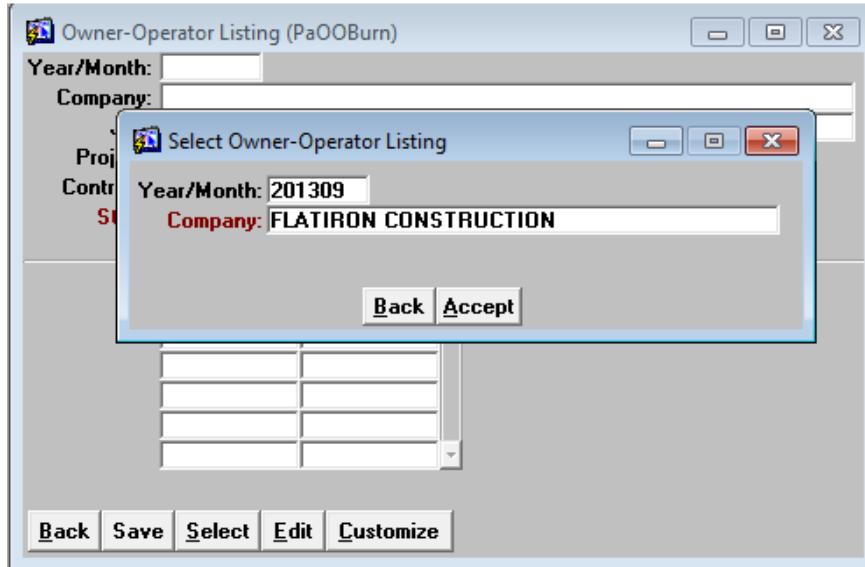 Owner-Operator Listing (PaOOBurn)
Year/Month:
Company:
Select Owner-Operator Listing
Year/Month: 201309
Company: FLATIRON CONSTRUCTION
Back Accept
Back Save Select Edit Customize